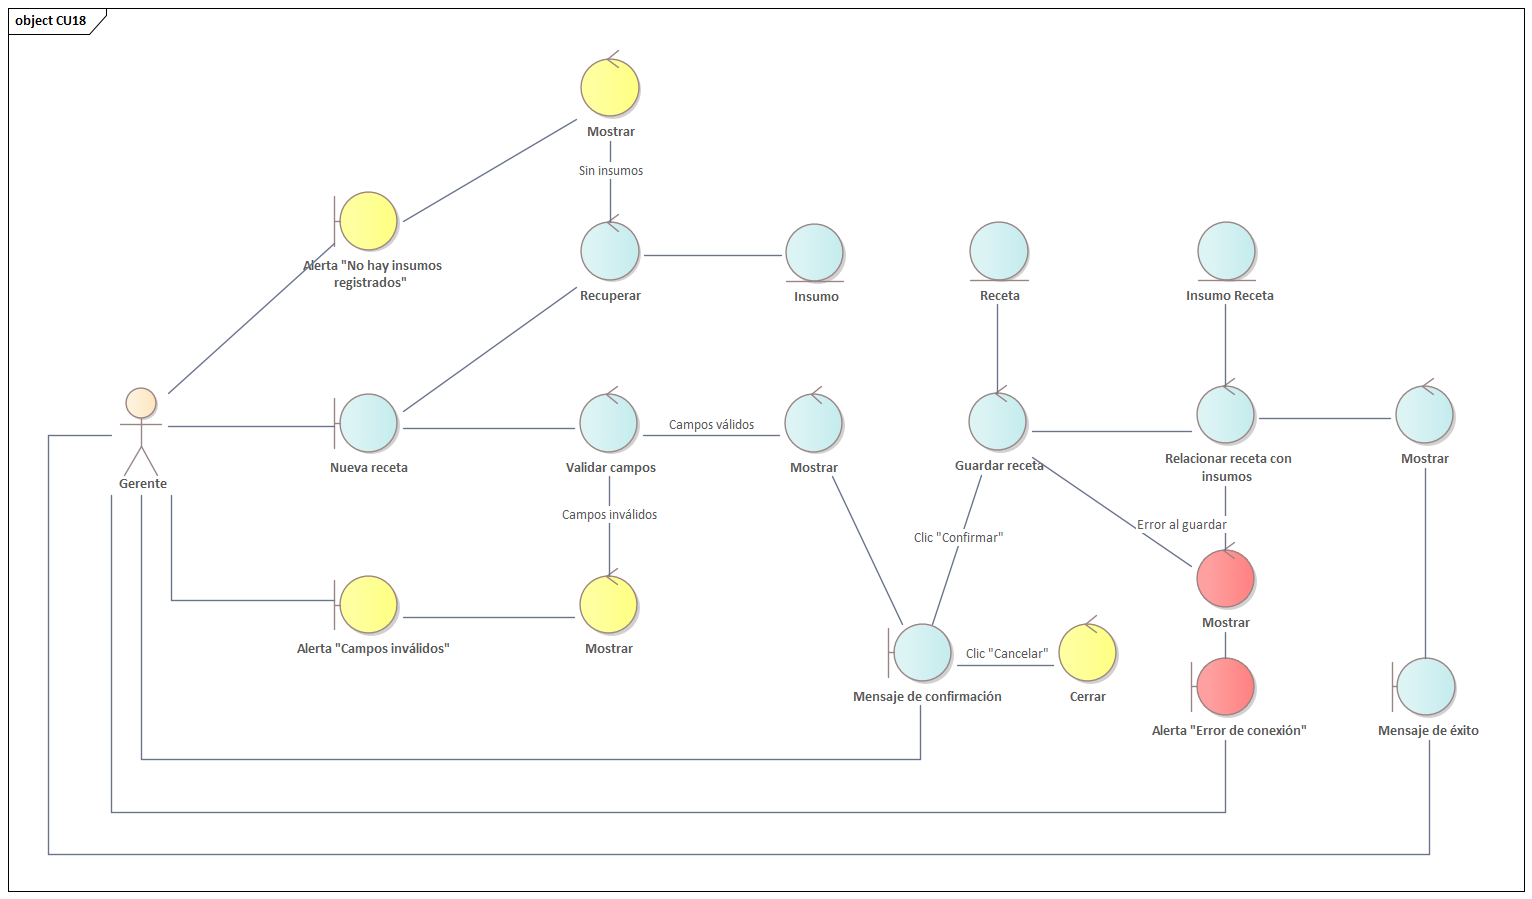 object CU18
Mostrar
Sin insumos
Alerta "No hay insumos
registrados"
Recuperar
Insumo
Receta
Insumo Receta
Gerente
Nueva receta
Validar campos
Campos válidos
Mostrar
Guardar receta
Relacionar receta con
insumos
Mostrar
Campos inválidos
Clic "Confirmar"
Error al guardar
Alerta "Campos inválidos"
Mostrar
Mensaje de confirmación
Clic "Cancelar"
Cerrar
Mostrar
Alerta "Error de conexión"
Mensaje de éxito